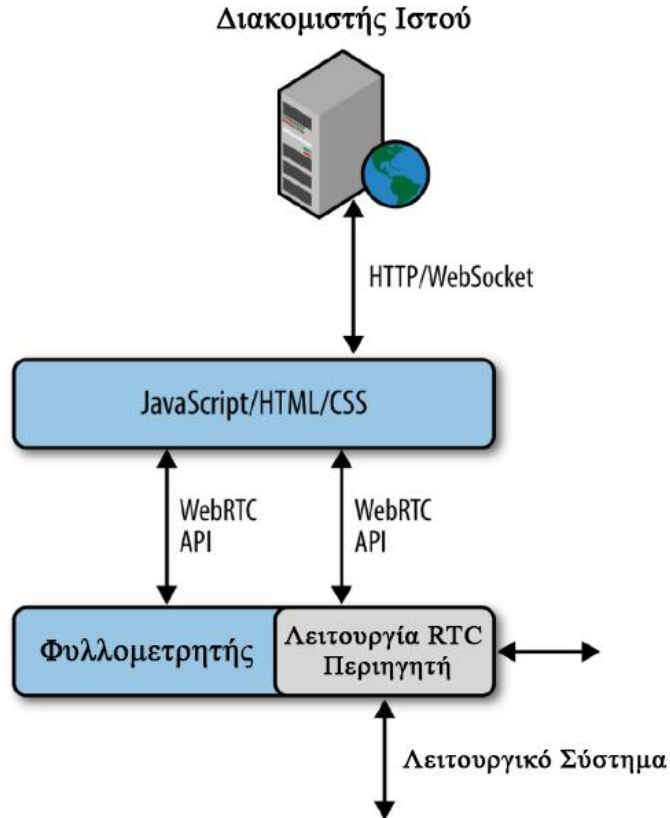 Διακομιστής Ιστού
HTTP/WebSocket
JavaScript/HTML/CSS
WebRTC
API
WebRTC
API
Φυλλομετρητής
Λειτουργία RTC
Περιηγητή
Λειτουργικό Σύστημα